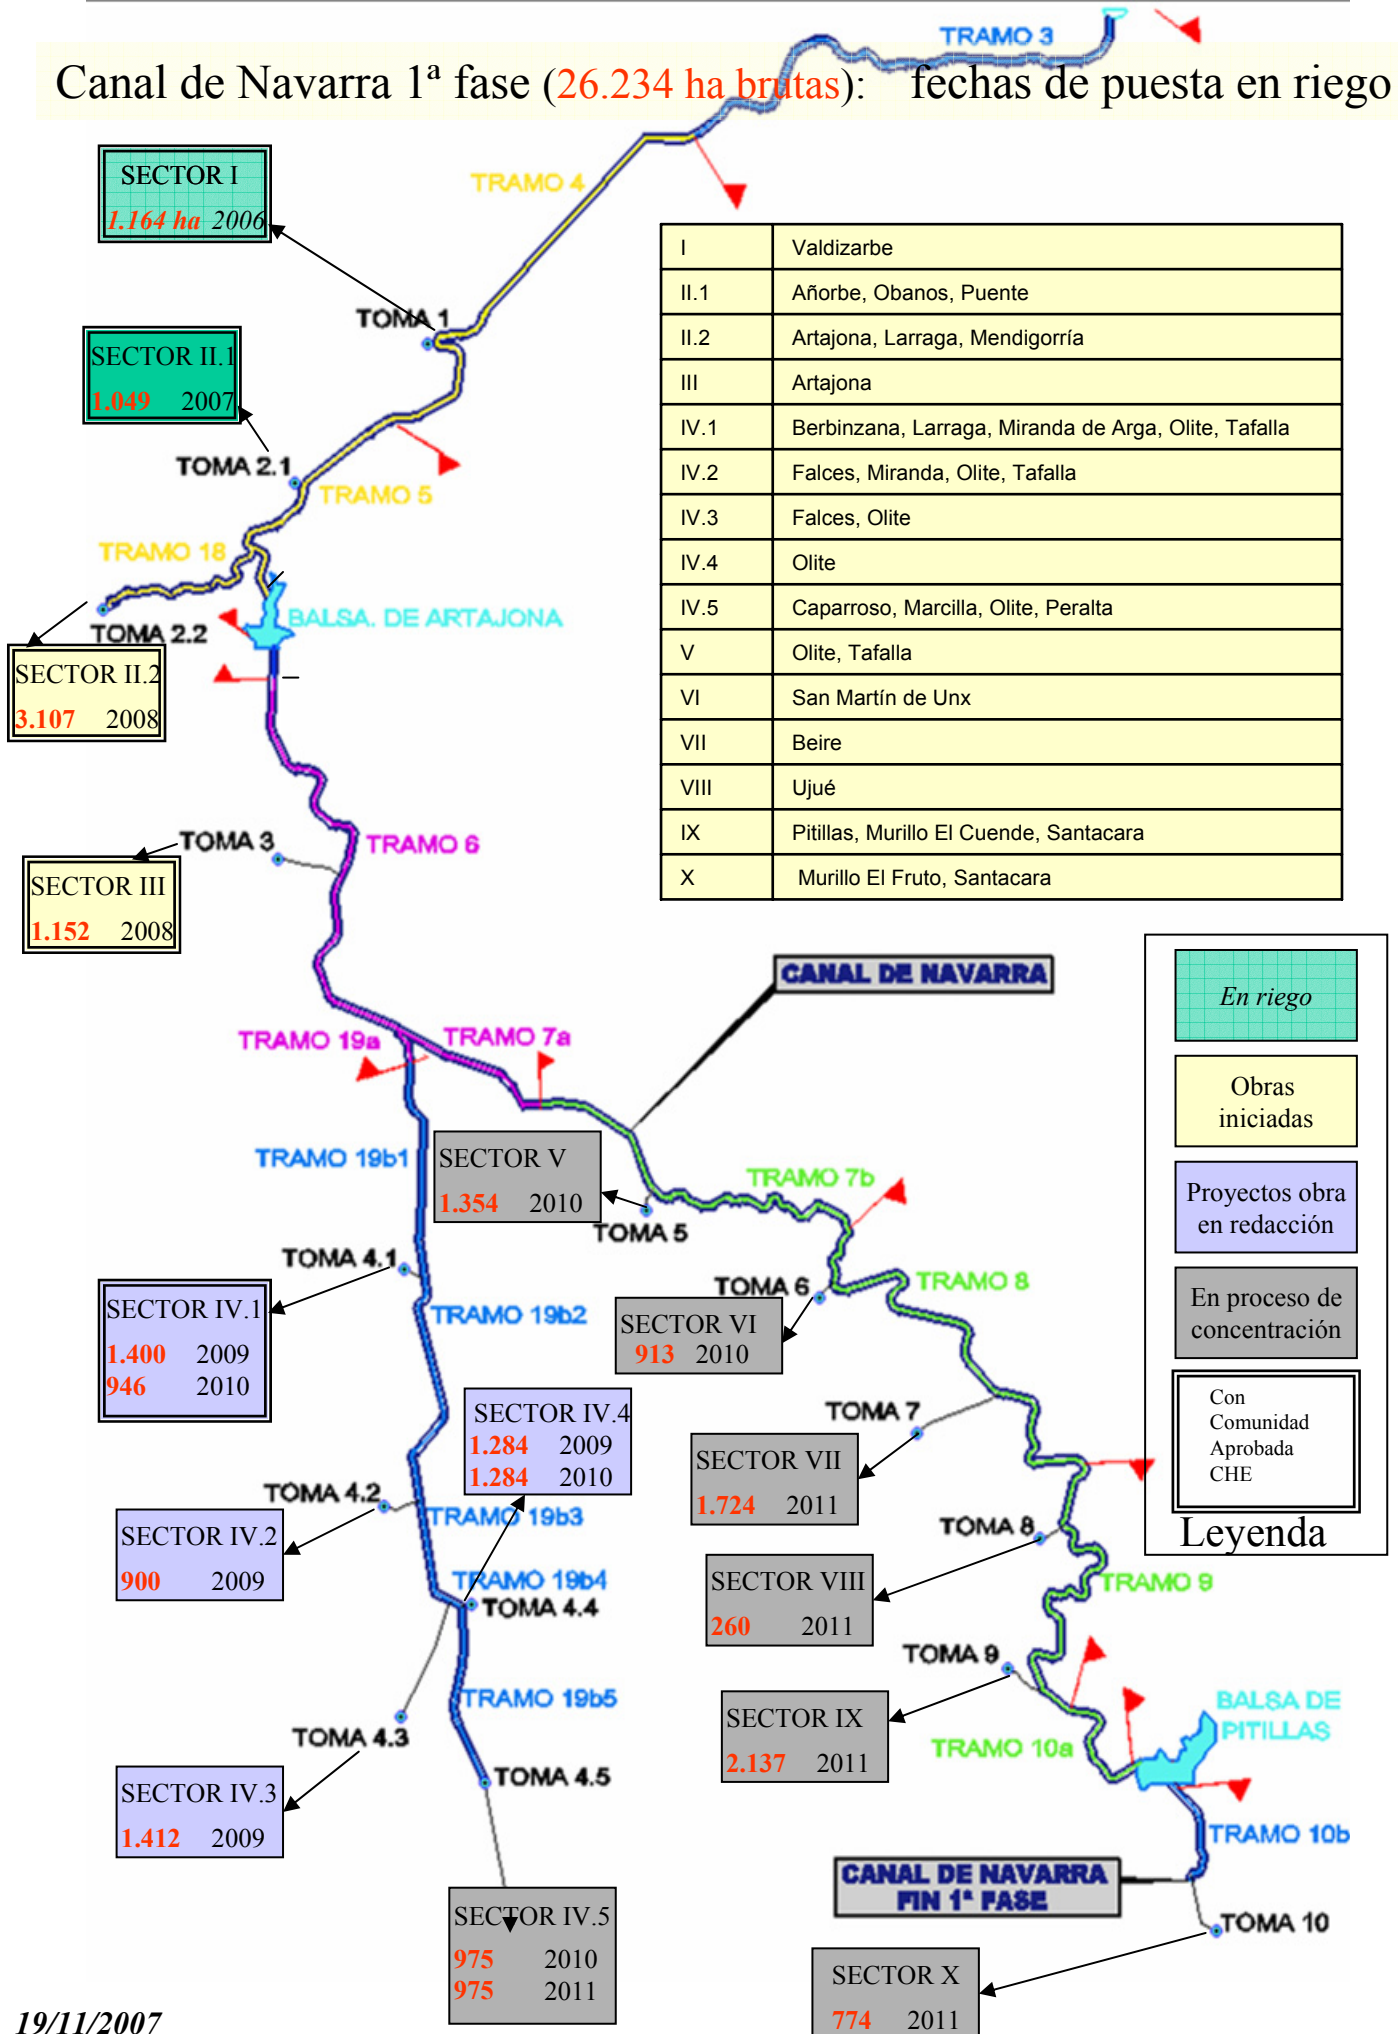 TRAMO 3
Canal de Navarra 1ª fase (26.234 ha brutas): fechas de puesta en riego
SECTOR I
1.164 ha 2006
TRAMO 4
TOMA 1
SECTOR II.1
1.049 2007
TOMA 2.1
TRAMO 5
TRAMO 18
TOMA 2.2
BALSA. DE ARTAJONA
SECTOR II.2
3.107 2008
I Valdizarbe
II.1 Añorbe, Obanos, Puente
II.2 Artajona, Larraga, Mendigorría
III Artajona
IV.1 Berbinzana, Larraga, Miranda de Arga, Olite, Tafalla
IV.2 Falces, Miranda, Olite, Tafalla
IV.3 Falces, Olite
IV.4 Olite
IV.5 Caparroso, Marcilla, Olite, Peralta
V Olite, Tafalla
VI San Martín de Unx
VII Beire
VIII Ujué
IX Pitillas, Murillo El Cuende, Santacara
X Murillo El Fruto, Santacara
TOMA 3
TRAMO 6
SECTOR III
1.152 2008
CANAL DE NAVARRA
TRAMO 19a
TRAMO 7a
TRAMO 19b1
SECTOR V
1.354 2010
TOMA 5
TRAMO 7b
TOMA 4.1
SECTOR IV.1
1.400 2009
946 2010
TRAMO 19b2
TOMA 6
TRAMO 8
SECTOR VI
913 2010
SECTOR IV.4
1.284 2009
1.284 2010
TOMA 7
SECTOR VII
1.724 2011
TOMA 4.2
TRAMO 19b3
SECTOR IV.2
900 2009
TRAMO 19b4
TOMA 4.4
TOMA 8
SECTOR VIII
260 2011
TRAMO 9
TOMA 9
TRAMO 19b5
TOMA 4.3
SECTOR IX
2.137 2011
TRAMO 10a
BALSA DE
PITILLAS
TOMA 4.5
SECTOR IV.3
1.412 2009
TRAMO 10b
CANAL DE NAVARRA
FIN 1ª FASE
SECTOR IV.5
975 2010
975 2011
TOMA 10
SECTOR X
774 2011
En riego
Obras
iniciadas
Proyectos obra
en redacción
En proceso de
concentración
Con
Comunidad
Aprobada
CHE
Leyenda
19/11/2007